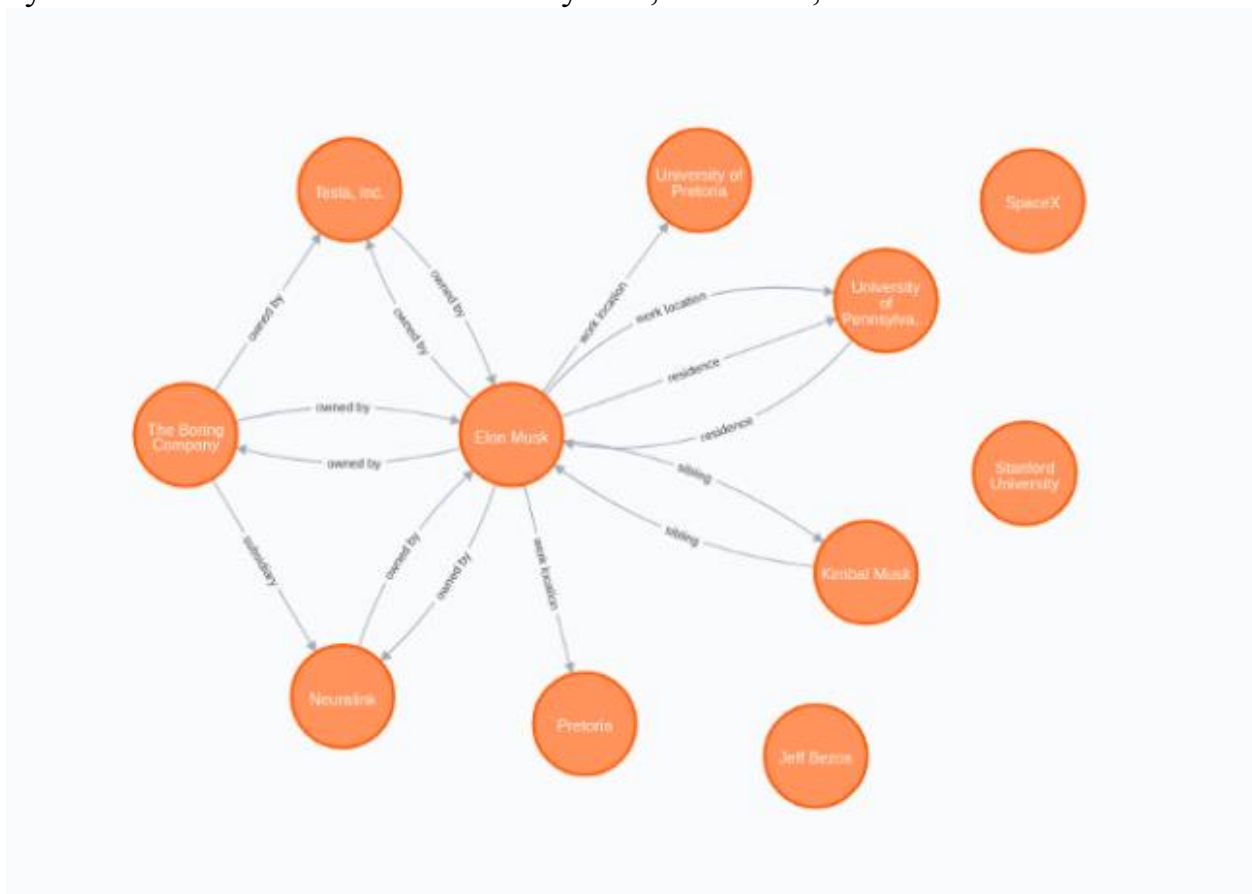 University of
Pretoria
Tesla, Inc.
SpaceX
University
of
Pennsylva...
owned by
owned by
owned by
work location
work location
residence
owned by
residence
The Boring
Company
Elon Musk
owned by
sibling
Stanford
University
sibling
subsidiary
owned by
owned by
work location
Kimbal Musk
Neuralink
Pretoria
Jeff Bezos